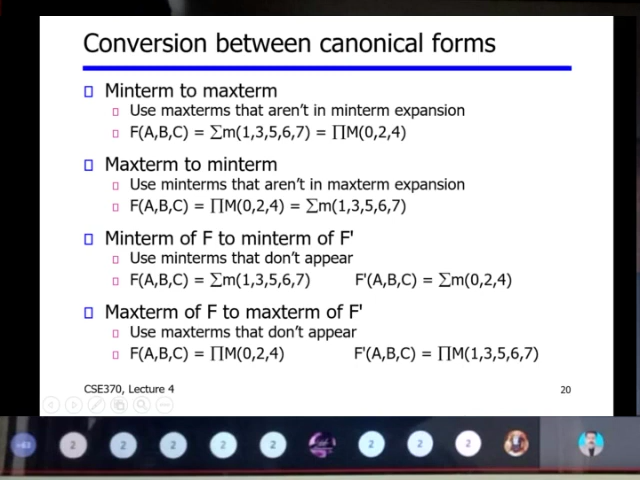 Conversion between canonical forms
Minterm to maxterm
Use maxterms that aren't in minterm expansion
F(A,B,C) = ∑m(1,3,5,6,7) = ∏M(0,2,4)
Maxterm to minterm
Use minterms that aren't in maxterm expansion
F(A,B,C) = ∏M(0,2,4) = ∑m(1,3,5,6,7)
Minterm of F to minterm of F'
Use minterms that don't appear
F(A,B,C) = ∑m(1,3,5,6,7) F'(A,B,C) = ∑m(0,2,4)
Maxterm of F to maxterm of F'
Use maxterms that don't appear
F(A,B,C) = ∏M(0,2,4) F'(A,B,C) = ∏M(1,3,5,6,7)
CSE370, Lecture 4 20
+63 2 2 2 2 2 2 2 2